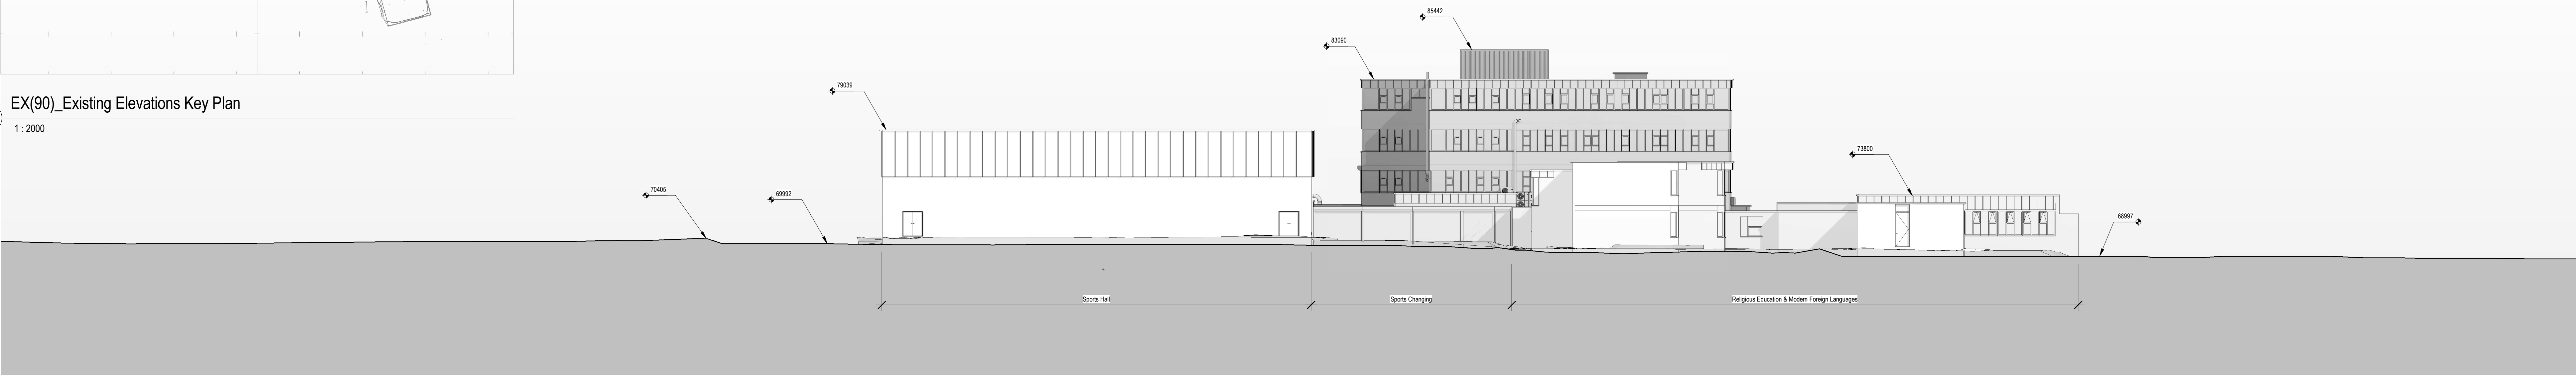 EX(90)_Existing Elevations Key Plan
1 : 2000
70405
69992
79039
83090
85442
73800
68997
Sports Hall
Sports Changing
Religious Education & Modern Foreign Languages